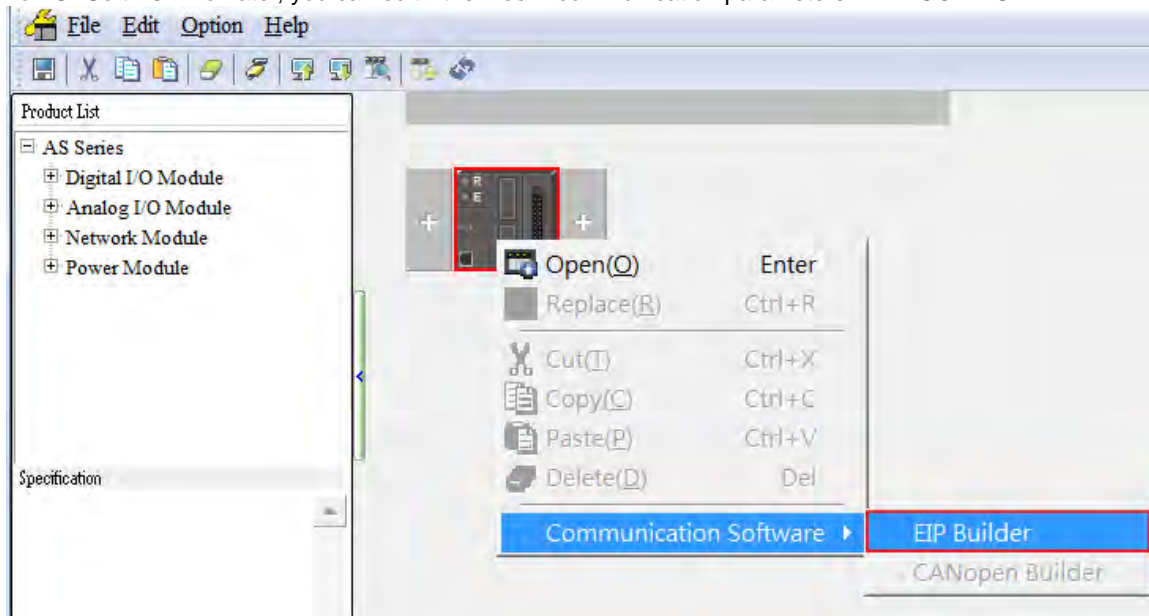 File Edit Option Help
Product List
AS Series
Digital I/O Module
Analog I/O Module
Network Module
Power Module
R
E
Open(O) Enter
Replace(R) Ctrl+R
Cut(T) Ctrl+X
Copy(C) Ctrl+C
Paste(P) Ctrl+V
Delete(D) Del
Specification
Communication Software EIP Builder
CANopen Builder